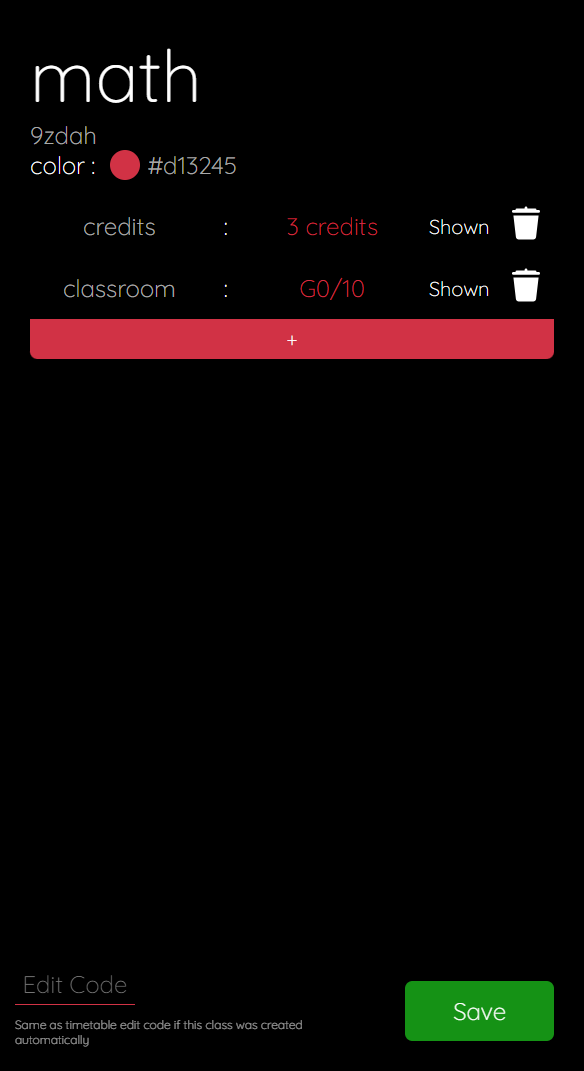 math
9zdah
color : #d13245
credits : 3 credits Shown
classroom : G0/10 Shown
+
Edit Code
Same as timetable edit code if this class was created
automatically
Save